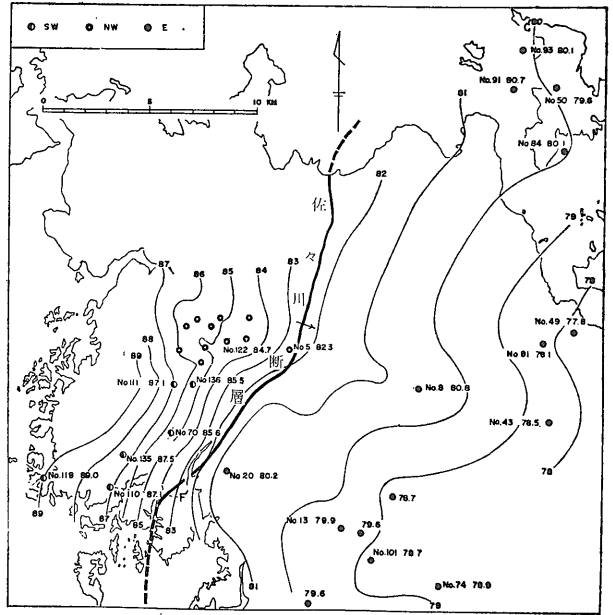 SW NW E
0 5 10 KM
80
No.93 80.1
No.91 80.7
No.50 79.6
81
No.84 80.1
82
佐々川断層
79
78
87 86 85 84 83
No.49 77.8
88
No.81 78.1
No.122 84.7
No.5 82.3
89
No.111 87.1
No.136 85.5
No.8 80.8
No.70 85.6
No.43 78.5
No.135 87.5
No.119 89.0
No.20 80.2
78
No.110 87.1
F
78.7
89 87 85 83
No.13 79.9
79.6
No.101 78.7
81
No.74 78.9
79.6
79